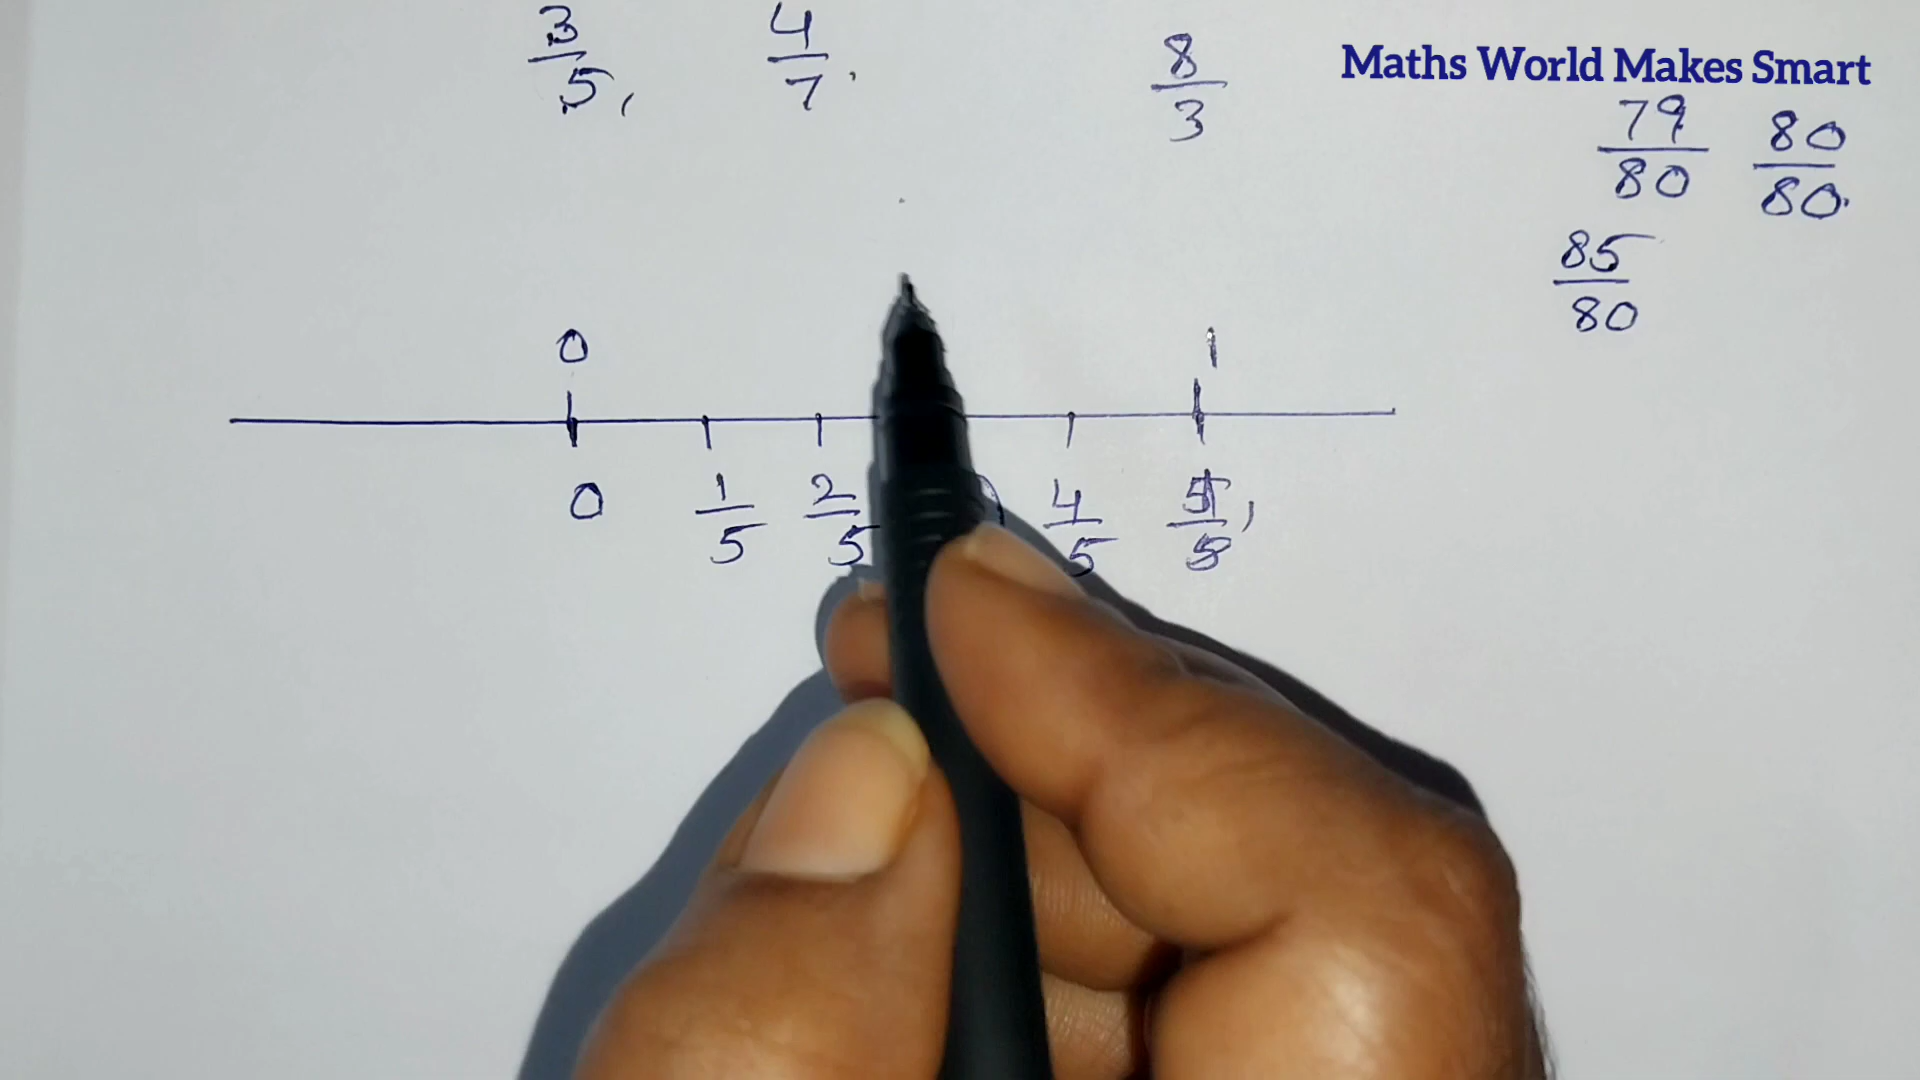 3/5, 4/7. 8/3
Maths World Makes Smart
79/80 80/80.
85/80
0 1
0 1/5 2/5 4/5 5/5,